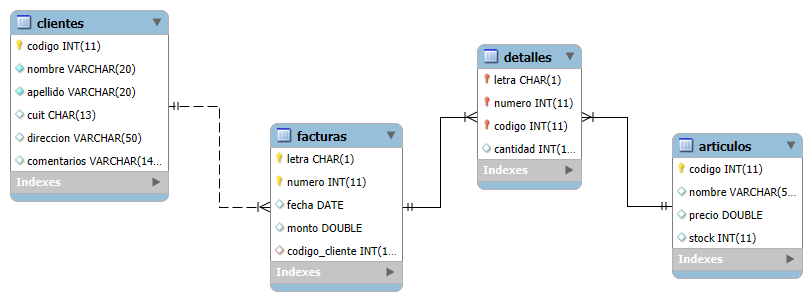 clientes
codigo INT(11)
nombre VARCHAR(20)
apellido VARCHAR(20)
cuit CHAR(13)
direccion VARCHAR(50)
comentarios VARCHAR(14...
Indexes
facturas
letra CHAR(1)
numero INT(11)
fecha DATE
monto DOUBLE
codigo_cliente INT(1...
Indexes
detalles
letra CHAR(1)
numero INT(11)
codigo INT(11)
cantidad INT(1...
Indexes
articulos
codigo INT(11)
nombre VARCHAR(5...
precio DOUBLE
stock INT(11)
Indexes